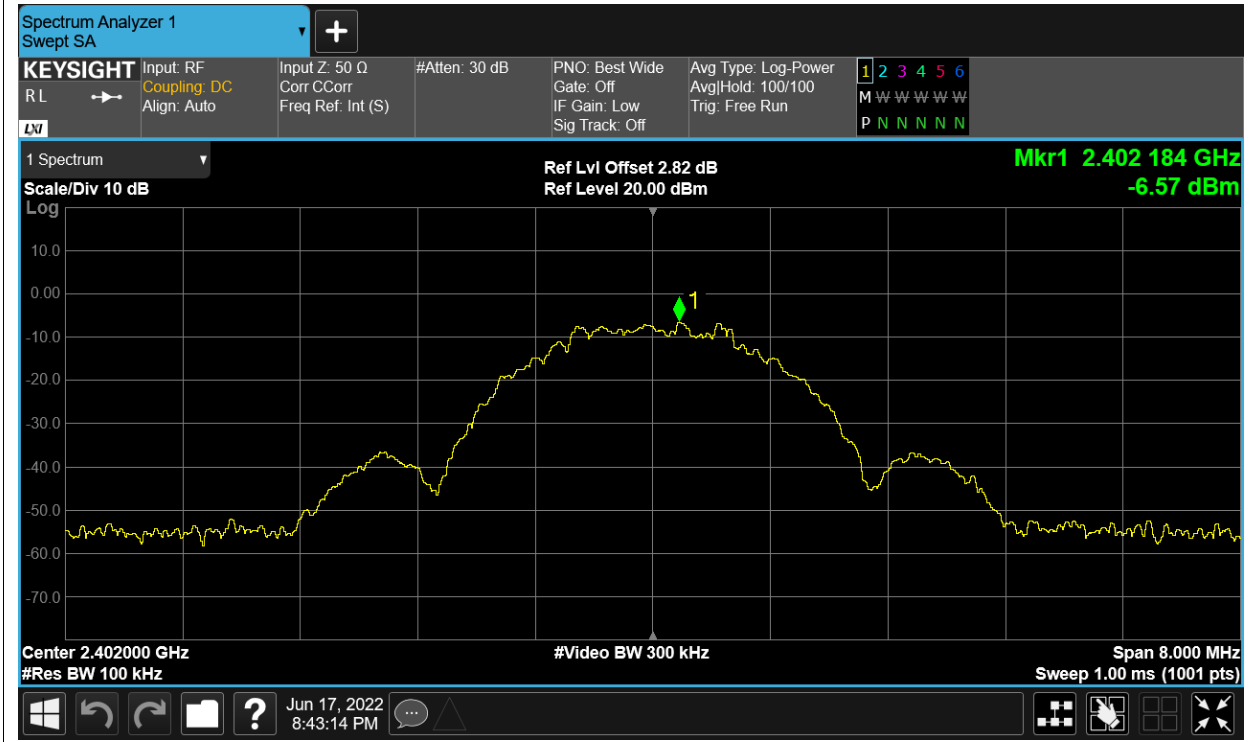 Spectrum Analyzer 1
Swept SA
KEYSIGHT
R L
LXI
Input: RF
Coupling: DC
Align: Auto
Input Z: 50 Ω
Corr CCorr
Freq Ref: Int (S)
#Atten: 30 dB
PNO: Best Wide
Gate: Off
IF Gain: Low
Sig Track: Off
Avg Type: Log-Power
Avg|Hold: 100/100
Trig: Free Run
1 2 3 4 5 6
M W W W W W
P N N N N N
1 Spectrum
Scale/Div 10 dB
Log
Ref Lvl Offset 2.82 dB
Ref Level 20.00 dBm
Mkr1 2.402 184 GHz
-6.57 dBm
10.0
0.00
1
-10.0
-20.0
-30.0
-40.0
-50.0
-60.0
-70.0
Center 2.402000 GHz
#Res BW 100 kHz
#Video BW 300 kHz
Span 8.000 MHz
Sweep 1.00 ms (1001 pts)
?
Jun 17, 2022
8:43:14 PM